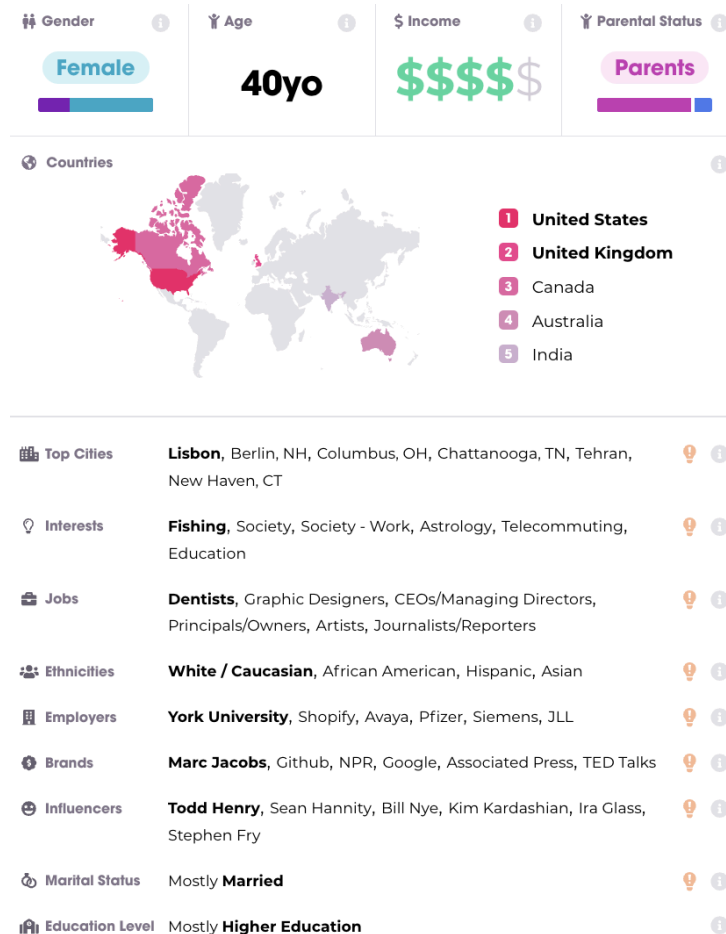 Gender
Age
$ Income
Parental Status
Female
40yo
$$$$$
Parents
Countries
1 United States
2 United Kingdom
3 Canada
4 Australia
5 India
Top Cities
Lisbon, Berlin, NH, Columbus, OH, Chattanooga, TN, Tehran,
New Haven, CT
Interests
Fishing, Society, Society - Work, Astrology, Telecommuting,
Education
Jobs
Dentists, Graphic Designers, CEOs/Managing Directors,
Principals/Owners, Artists, Journalists/Reporters
Ethnicities
White / Caucasian, African American, Hispanic, Asian
Employers
York University, Shopify, Avaya, Pfizer, Siemens, JLL
Brands
Marc Jacobs, Github, NPR, Google, Associated Press, TED Talks
Influencers
Todd Henry, Sean Hannity, Bill Nye, Kim Kardashian, Ira Glass,
Stephen Fry
Marital Status
Mostly Married
Education Level
Mostly Higher Education